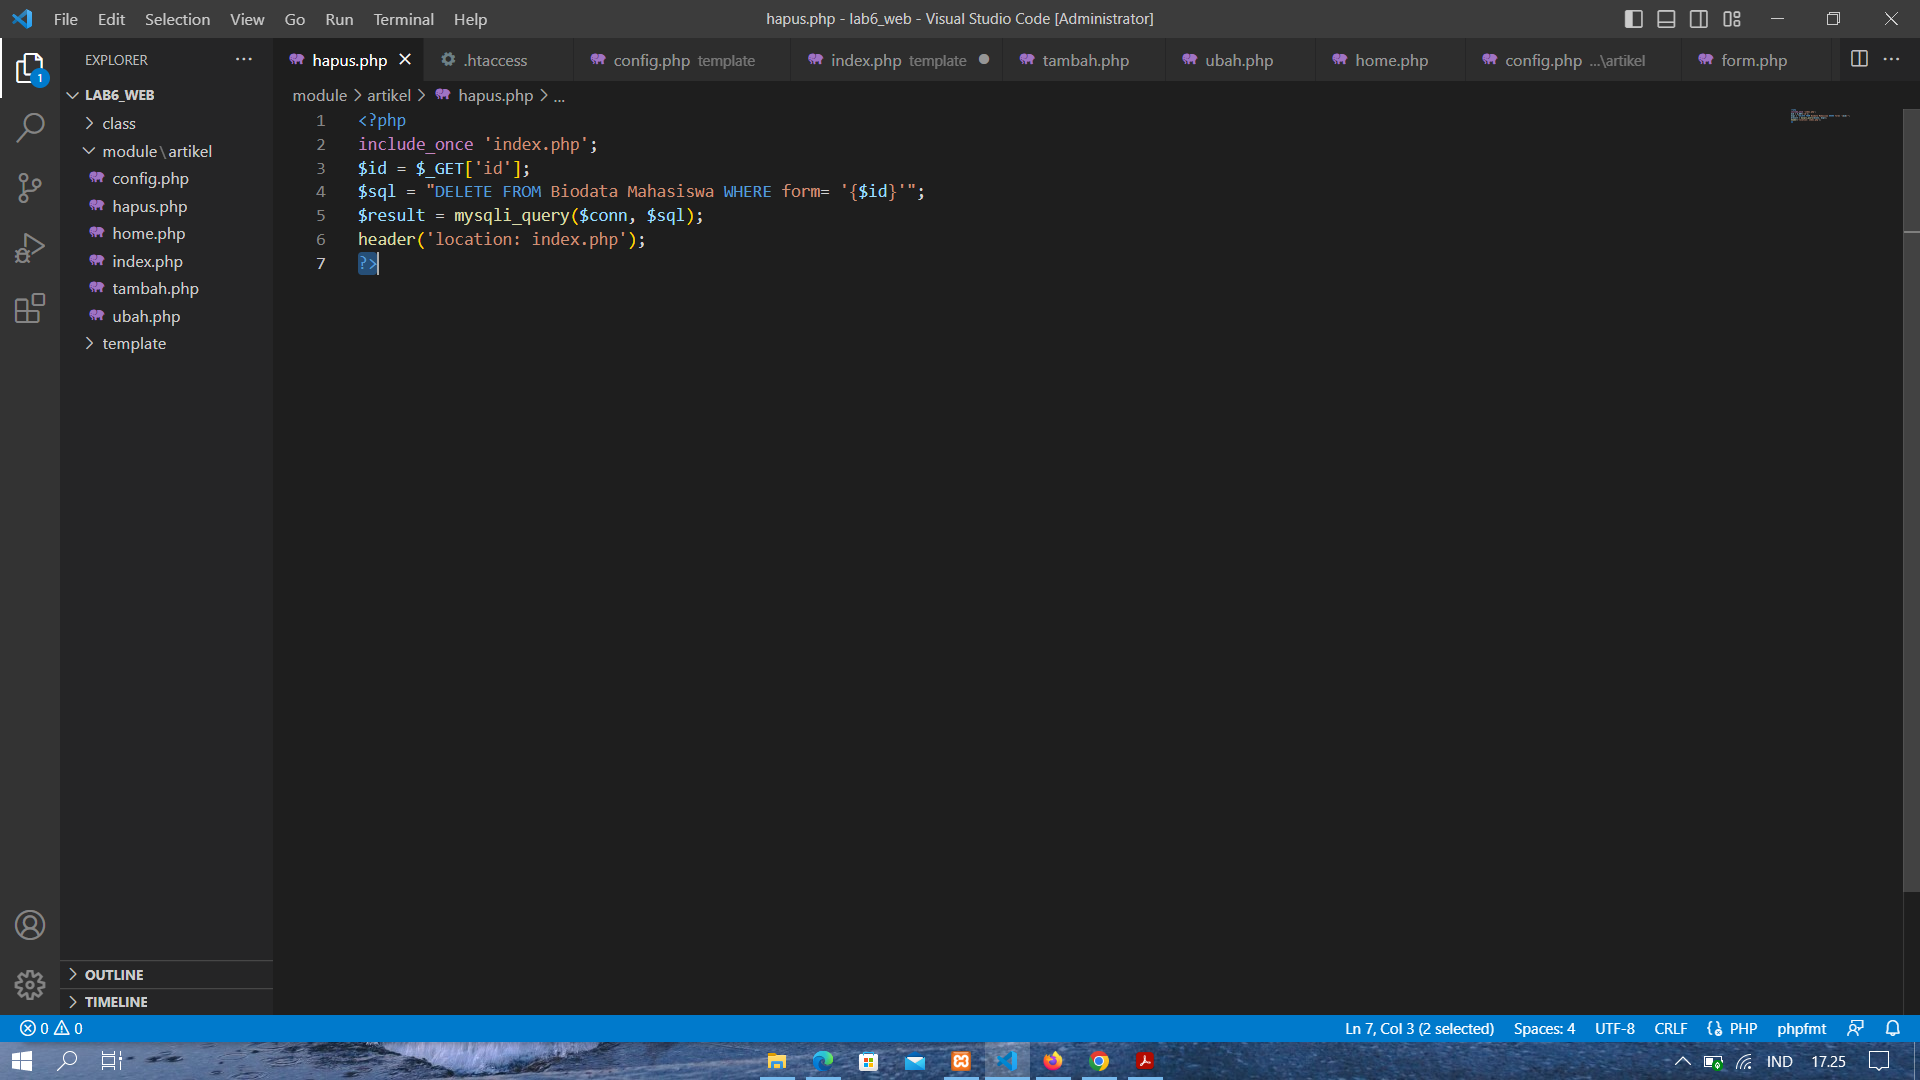 File Edit Selection View Go Run Terminal Help
hapus.php - lab6_web - Visual Studio Code [Administrator]
EXPLORER
hapus.php
.htaccess
config.php template
index.php template
tambah.php
ubah.php
home.php
config.php ...\artikel
form.php
1
LAB6_WEB
class
module\artikel
config.php
hapus.php
home.php
index.php
tambah.php
ubah.php
template
OUTLINE
TIMELINE
module > artikel > hapus.php > ...
1 <?php
2 include_once 'index.php';
3 $id = $_GET['id'];
4 $sql = "DELETE FROM Biodata Mahasiswa WHERE form= '{$id}'";
5 $result = mysqli_query($conn, $sql);
6 header('location: index.php');
7 ?>
0 0
Ln 7, Col 3 (2 selected) Spaces: 4 UTF-8 CRLF PHP phpfmt
IND 17.25